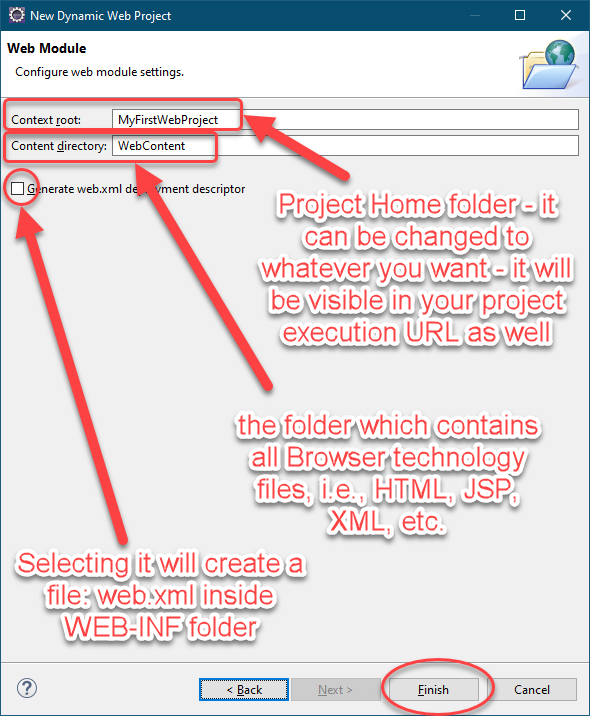 New Dynamic Web Project
Web Module
Configure web module settings.
Context root: MyFirstWebProject
Content directory: WebContent
Generate web.xml deployment descriptor
Project Home folder - it
can be changed to
whatever you want - it will
be visible in your project
execution URL as well
the folder which contains
all Browser technology
files, i.e., HTML, JSP,
XML, etc.
Selecting it will create a
file: web.xml inside
WEB-INF folder
? < Back Next > Finish Cancel